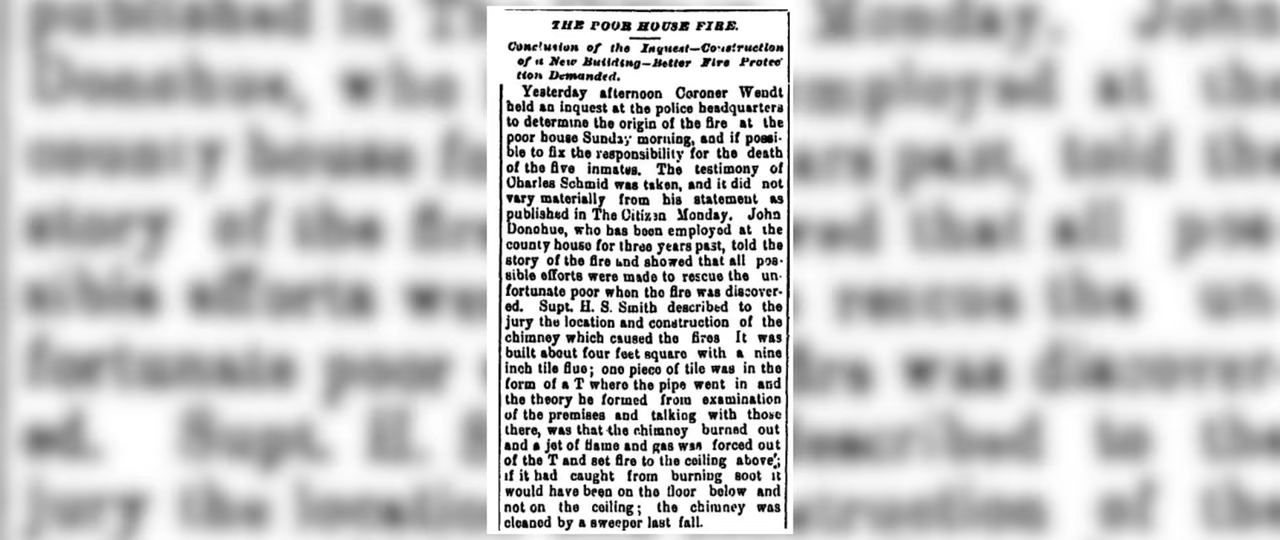 THE POOR HOUSE FIRE.
Conclusion of the Inquest—Construction
of a New Building—Better Fire Protec
tion Demanded.
Yesterday afternoon Coroner Wendt
held an inquest at the police headquarters
to determine the origin of the fire at the
poor house Sunday morning, and if possi-
ble to fix the responsibility for the death
of the five inmates. The testimony of
Charles Schmid was taken, and it did not
vary materially from his statement as
published in The Citizan Monday. John
Donohue, who has been employed at the
county house for three years past, told the
story of the fire and showed that all pos-
sible efforts were made to rescue the un-
fortunate poor when the fire was discover-
ed. Supt. H. S. Smith described to the
jury the location and construction of the
chimney which caused the fires It was
built about four feet square with a nine
inch tile flue; one piece of tile was in the
form of a T where the pipe went in and
the theory he formed from examination
of the premises and talking with those
there, was that the chimney burned out
and a jet of flame and gas was forced out
of the T and set fire to the ceiling above;
if it had caught from burning soot it
would have been on the floor below and
not on the ceiling; the chimney was
cleaned by a sweeper last fall.